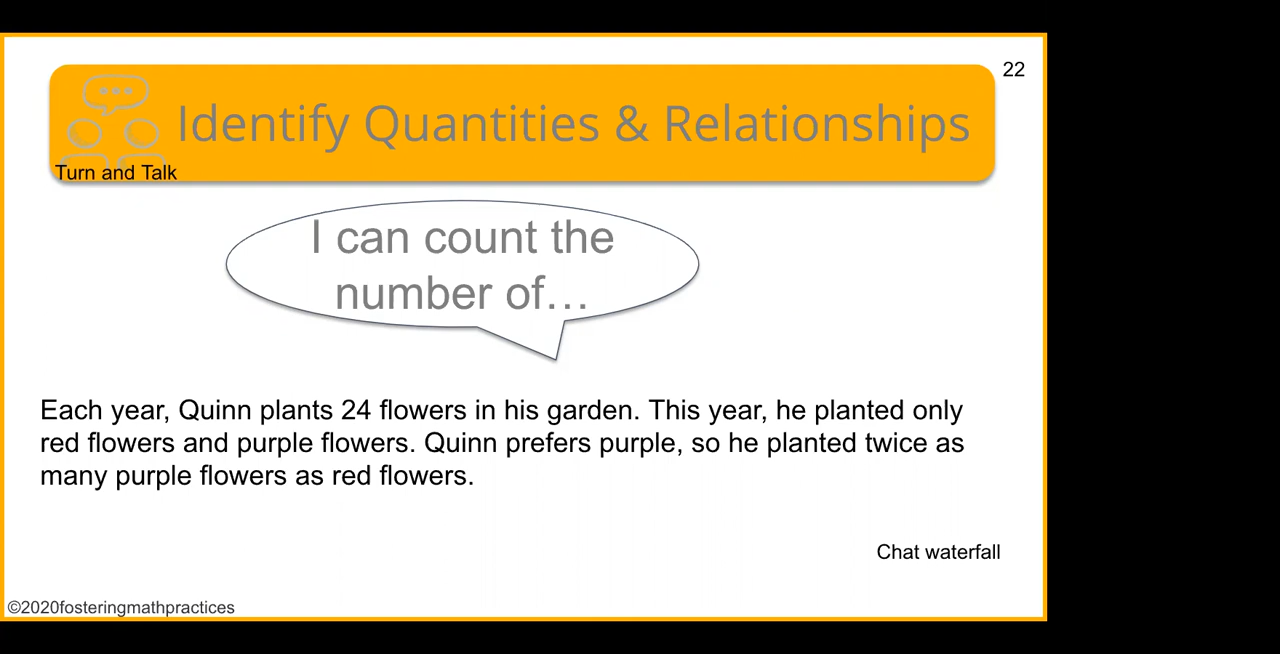 22
Identify Quantities & Relationships
Turn and Talk
I can count the
number of…
Each year, Quinn plants 24 flowers in his garden. This year, he planted only
red flowers and purple flowers. Quinn prefers purple, so he planted twice as
many purple flowers as red flowers.
Chat waterfall
©2020fosteringmathpractices